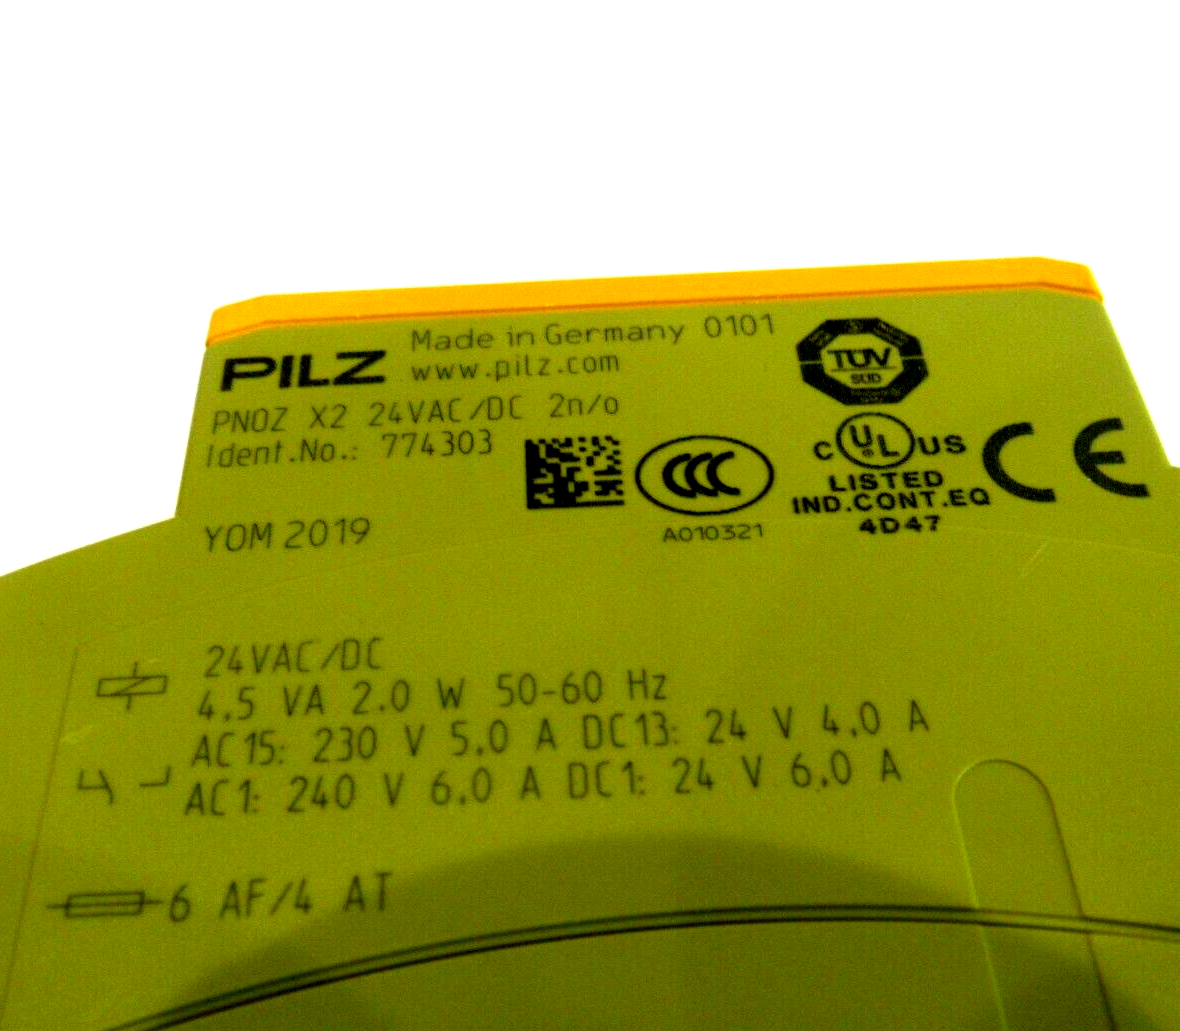 Made in Germany 0101
PILZ www.pilz.com
PNOZ X2 24VAC/DC 2n/o
Ident.No.: 774303
YOM 2019
A010321
TÜV
SÜD
C UL US
®
LISTED
IND.CONT.EQ
4D47
CCC
CE
24VAC/DC
4,5 VA 2.0 W 50-60 Hz
AC15: 230 V 5,0 A DC13: 24 V 4,0 A
AC1: 240 V 6,0 A DC1: 24 V 6,0 A
6 AF/4 AT